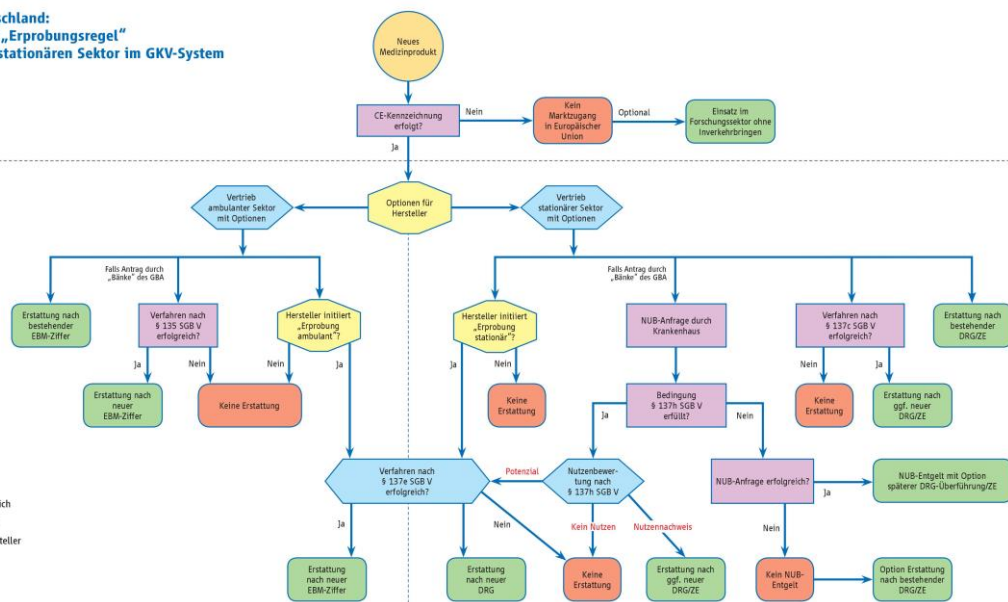 schland:
„Erprobungsregel“
stationären Sektor im GKV-System
Neues
Medizinprodukt
CE-Kennzeichnung
erfolgt?
Nein
Kein
Marktzugang
in Europäischer
Union
Optional
Einsatz im
Forschungssektor ohne
Inverkehrbringen
Ja
Vertrieb
ambulanter Sektor
mit Optionen
Optionen für
Hersteller
Vertrieb
stationärer Sektor
mit Optionen
Falls Antrag durch
„Bänke“ des GBA
Falls Antrag durch
„Bänke“ des GBA
Erstattung nach
bestehender
EBM-Ziffer
Verfahren nach
§ 135 SGB V
erfolgreich?
Hersteller initiiert
„Erprobung
ambulant“?
Hersteller initiiert
„Erprobung
stationär“?
NUB-Anfrage durch
Krankenhaus
Verfahren nach
§ 137c SGB V
erfolgreich?
Erstattung nach
bestehender
DRG/ZE
Ja
Nein
Nein
Ja
Ja
Nein
Nein
Ja
Erstattung nach
neuer
EBM-Ziffer
Keine Erstattung
Keine
Erstattung
Bedingung
§ 137h SGB V
erfüllt?
Keine
Erstattung
Erstattung nach
ggf. neuer
DRG/ZE
Ja
Nein
Verfahren nach
§ 137e SGB V
erfolgreich?
Potenzial
Nutzenbewer-
tung nach
§ 137h SGB V
NUB-Anfrage erfolgreich?
Ja
NUB-Entgelt mit Option
späterer DRG-Überführung/ZE
ich
teller
Ja
Nein
Kein Nutzen
Nutzennachweis
Nein
Erstattung
nach neuer
EBM-Ziffer
Erstattung
nach neuer
DRG
Keine
Erstattung
Erstattung nach
ggf. neuer
DRG/ZE
Kein NUB-
Entgelt
Option Erstattung
nach bestehender
DRG/ZE